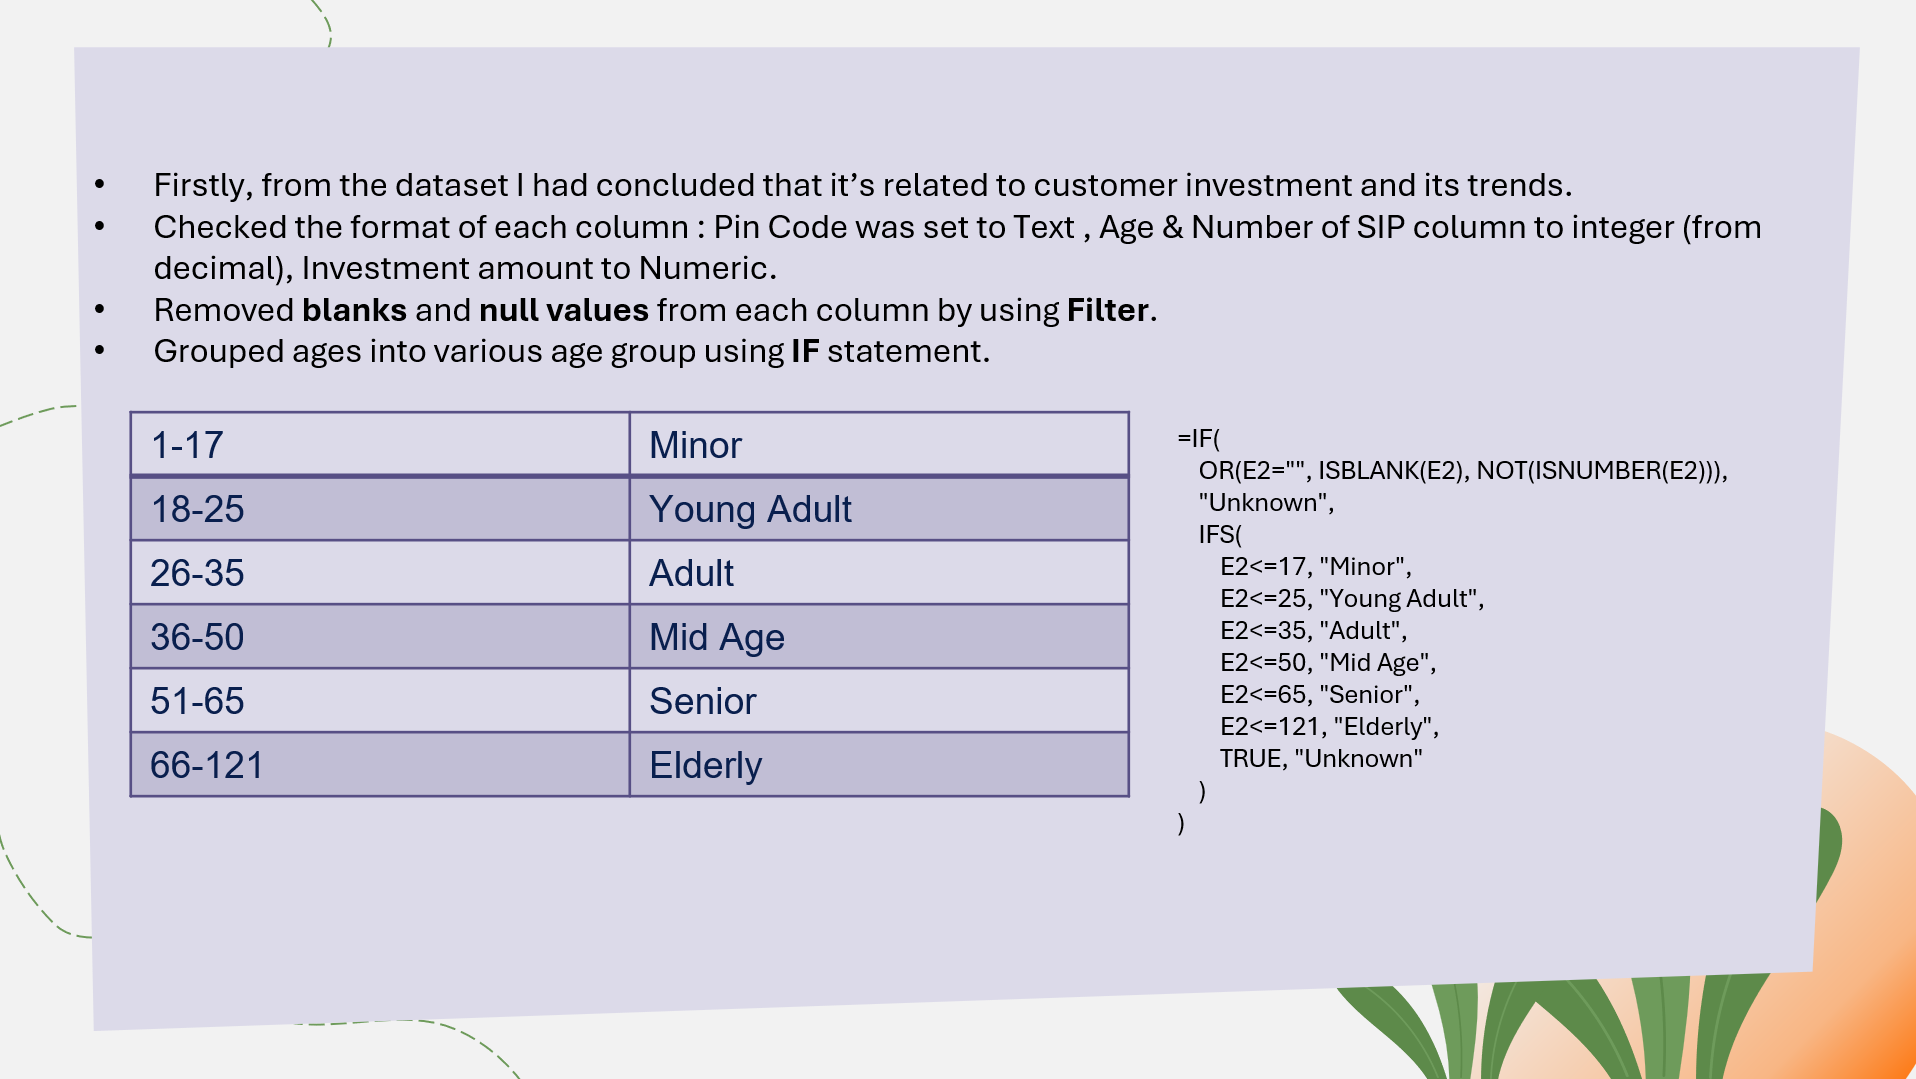 • Firstly, from the dataset I had concluded that it’s related to customer investment and its trends.
• Checked the format of each column : Pin Code was set to Text , Age & Number of SIP column to integer (from
decimal), Investment amount to Numeric.
• Removed blanks and null values from each column by using Filter.
• Grouped ages into various age group using IF statement.
1-17 Minor
18-25 Young Adult
26-35 Adult
36-50 Mid Age
51-65 Senior
66-121 Elderly
=IF(
OR(E2="", ISBLANK(E2), NOT(ISNUMBER(E2))),
"Unknown",
IFS(
E2<=17, "Minor",
E2<=25, "Young Adult",
E2<=35, "Adult",
E2<=50, "Mid Age",
E2<=65, "Senior",
E2<=121, "Elderly",
TRUE, "Unknown"
)
)